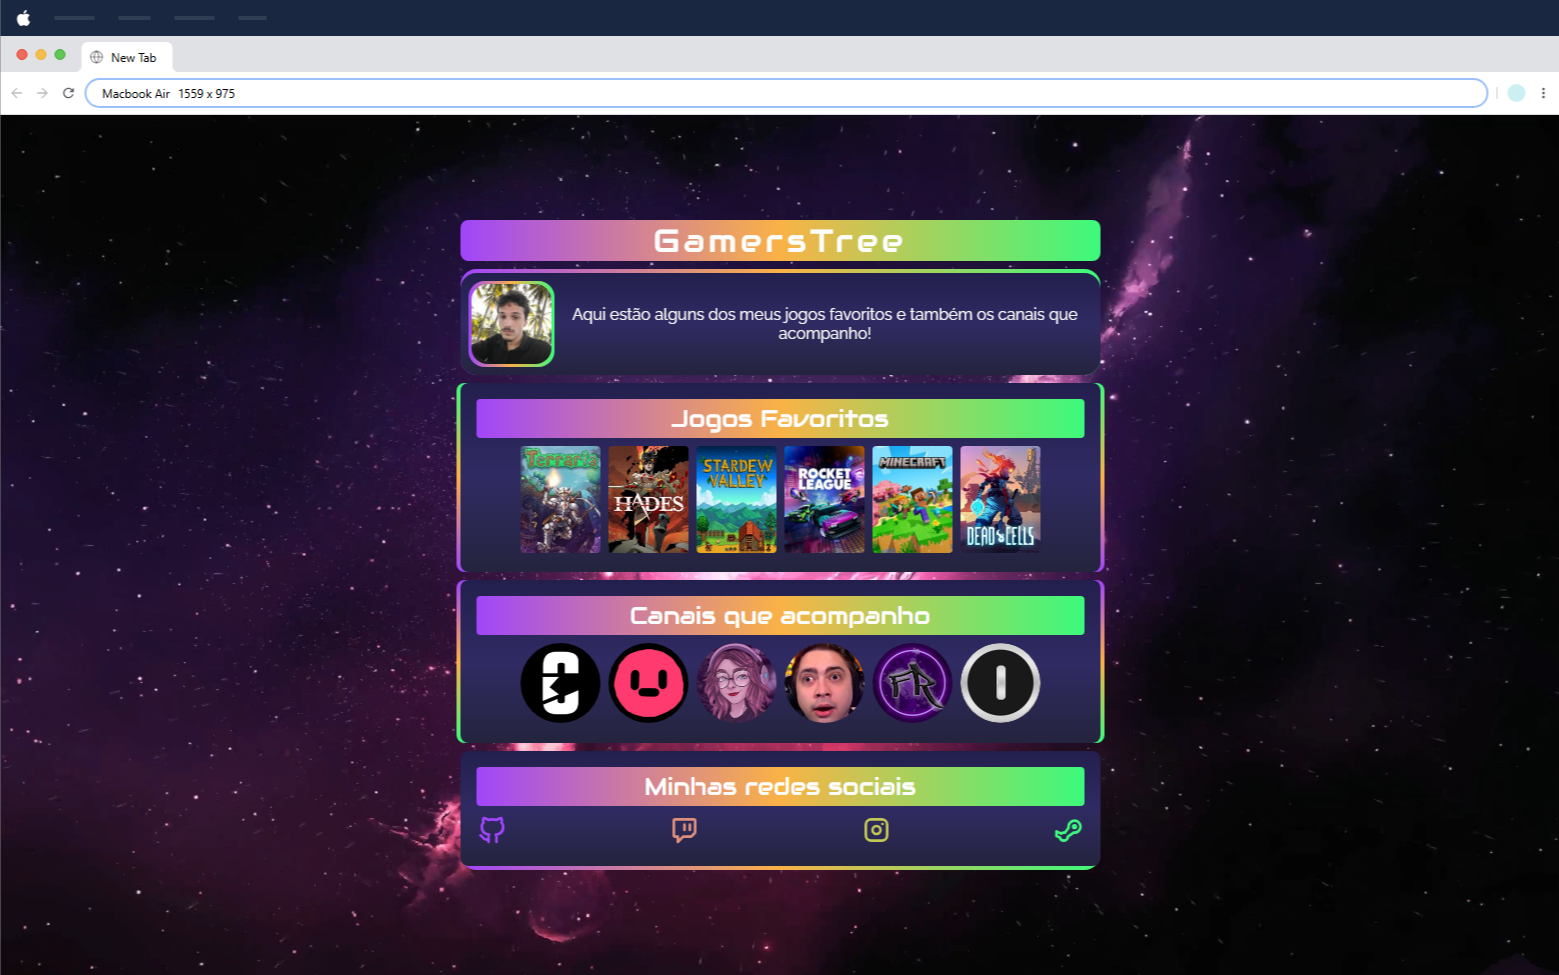 New Tab
Macbook Air 1559 x 975
GamersTree
Aqui estão alguns dos meus jogos favoritos e também os canais que
acompanho!
Jogos Favoritos
Terraria
HADES
STARDEW
VALLEY
ROCKET
LEAGUE
MINECRAFT
DEAD CELLS
Canais que acompanho
FR
Minhas redes sociais